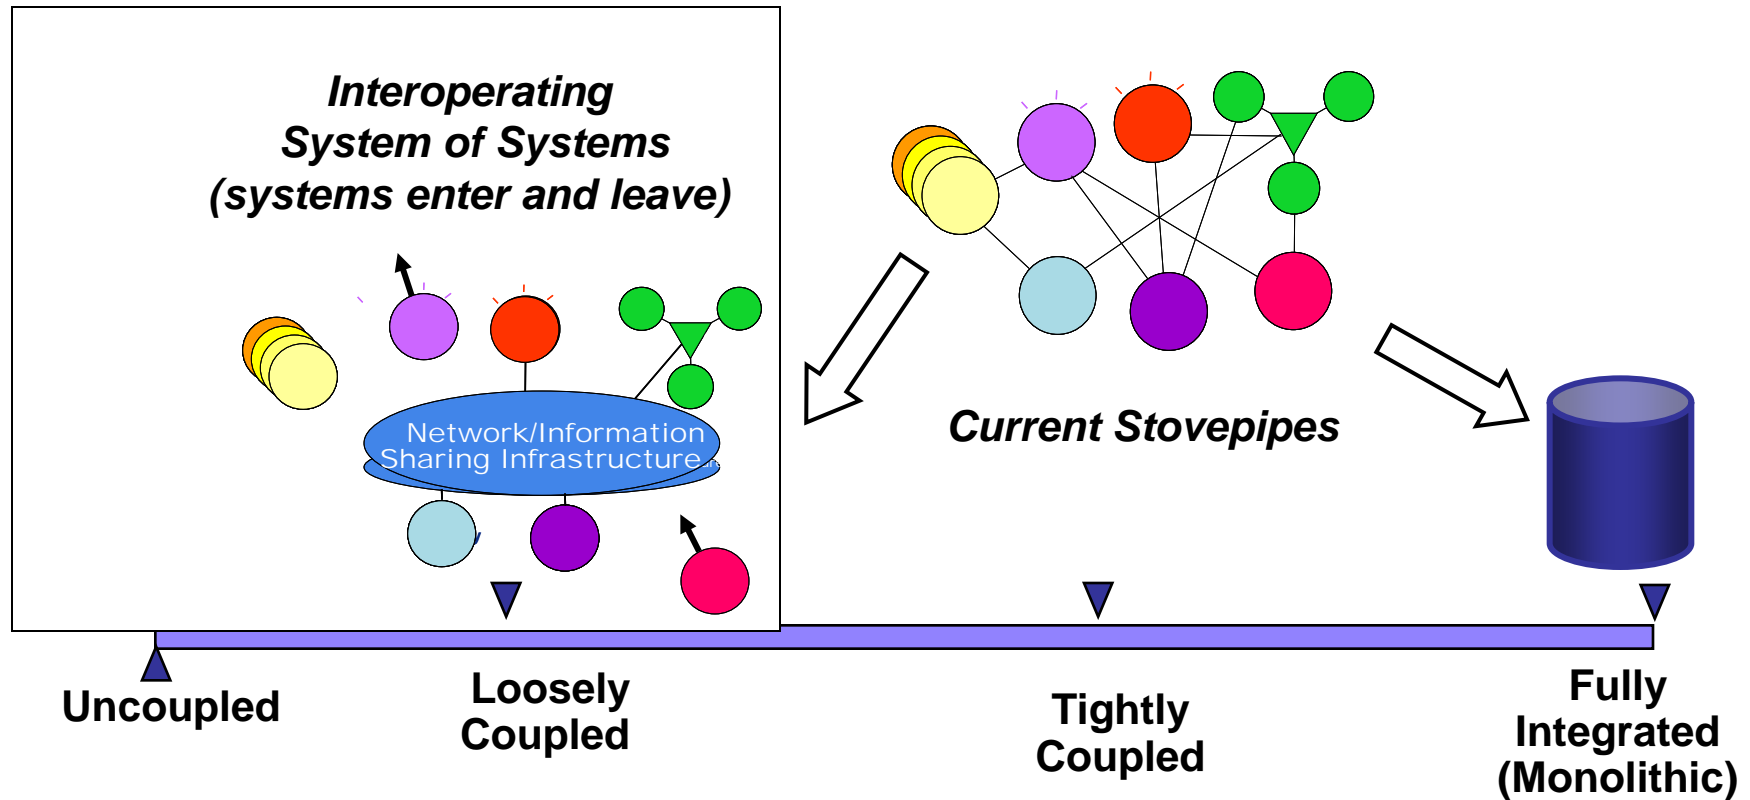 Interoperating
System of Systems
(systems enter and leave)
Network/Information
Sharing Infrastructure
Current Stovepipes
Uncoupled
Loosely
Coupled
Tightly
Coupled
Fully
Integrated
(Monolithic)